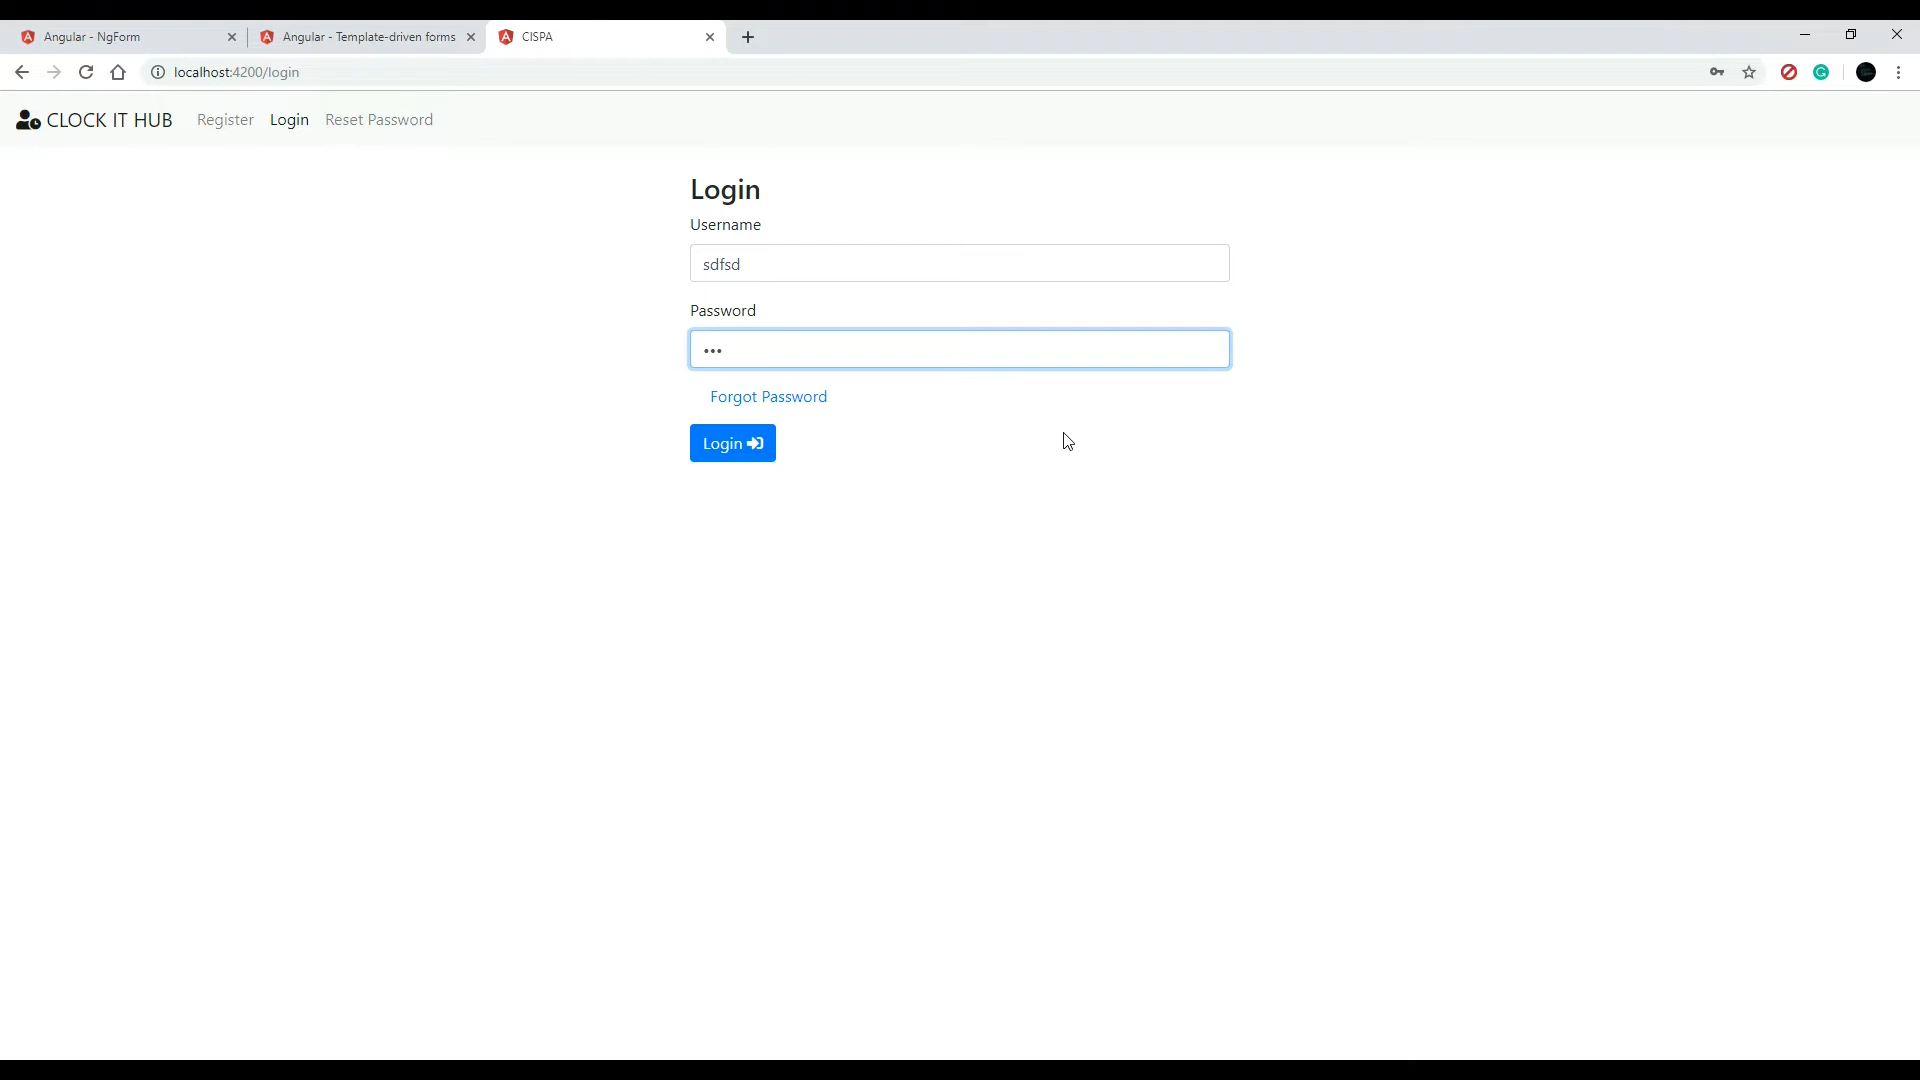 Angular - NgForm
Angular - Template-driven forms
CISPA
localhost:4200/login
CLOCK IT HUB Register Login Reset Password
Login
Username
sdfsd
Password
•••
Forgot Password
Login